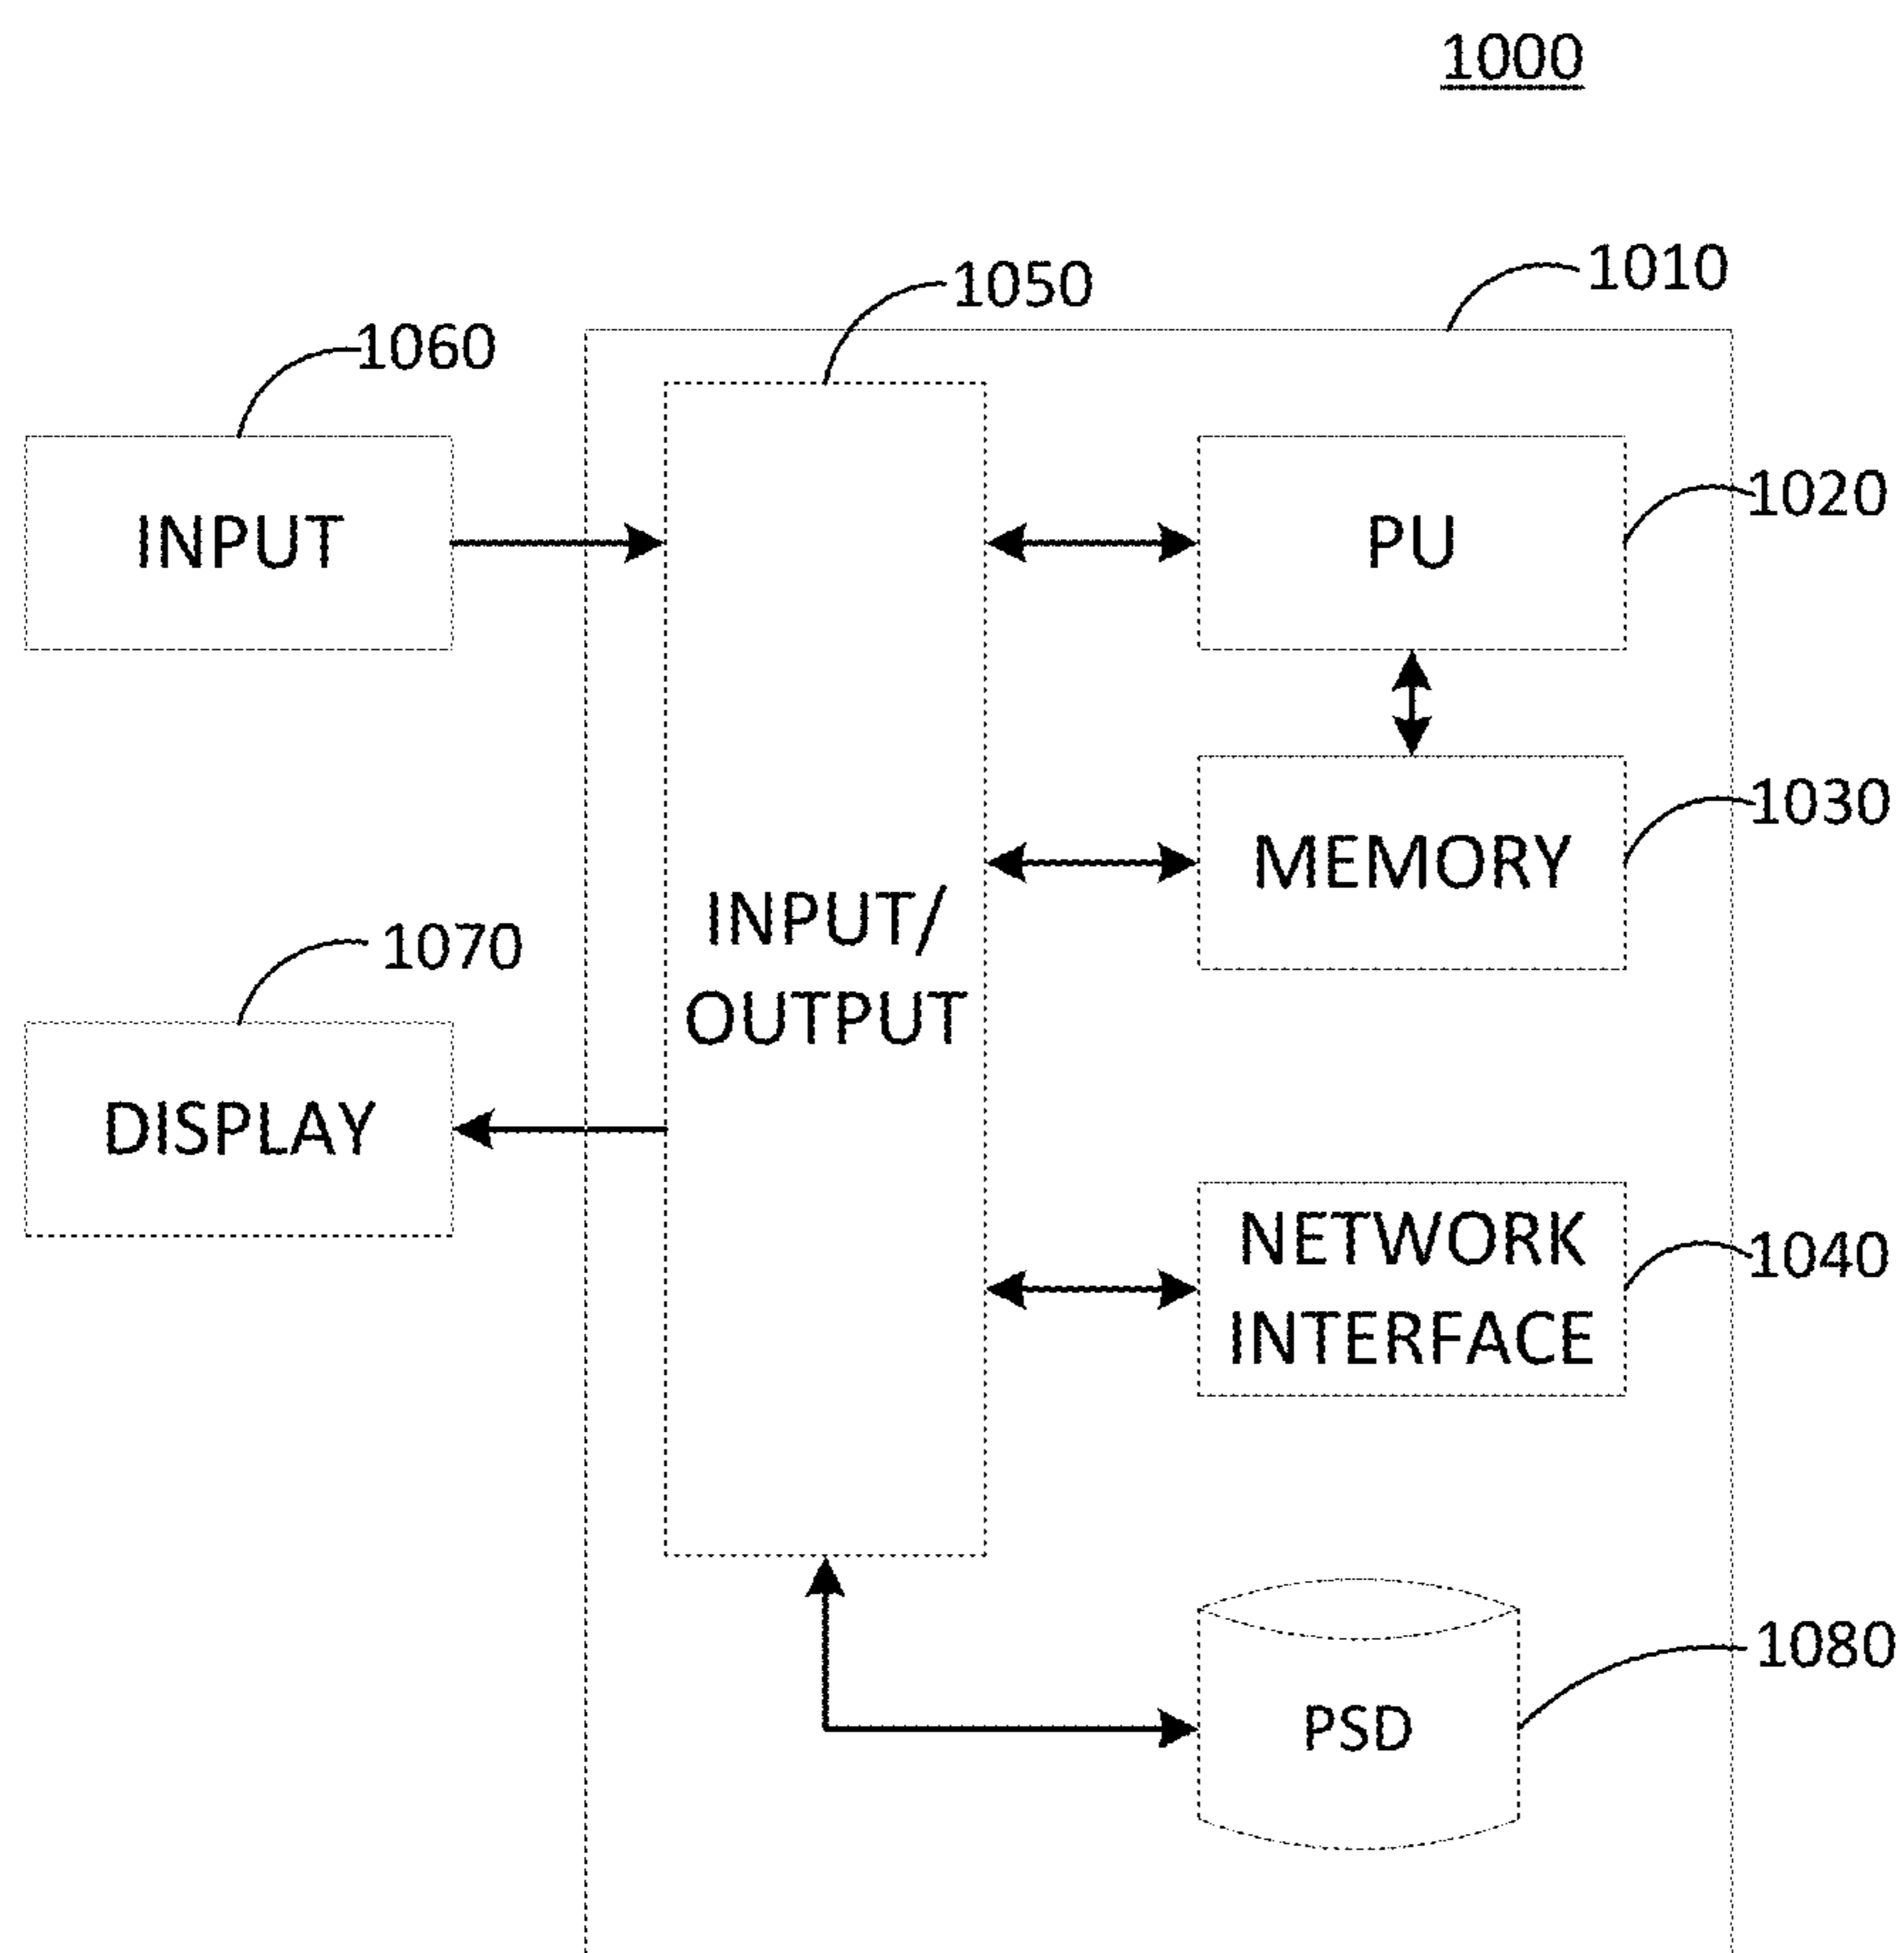 1000
1010
1050
1060
INPUT
PU
1020
1030
MEMORY
INPUT/
OUTPUT
1070
DISPLAY
NETWORK
INTERFACE
1040
1080
PSD